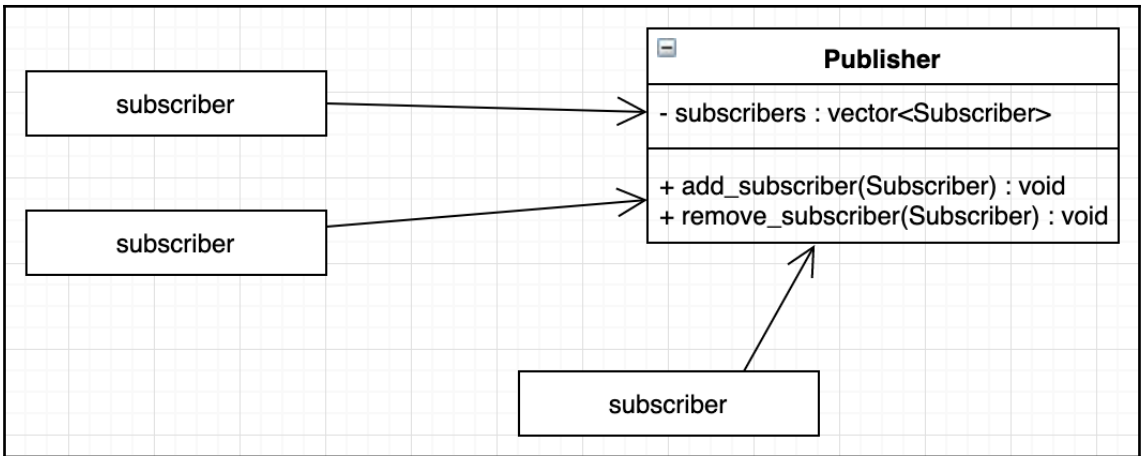 Publisher
subscriber
- subscribers : vector<Subscriber>
+ add_subscriber(Subscriber) : void
+ remove_subscriber(Subscriber) : void
subscriber
subscriber